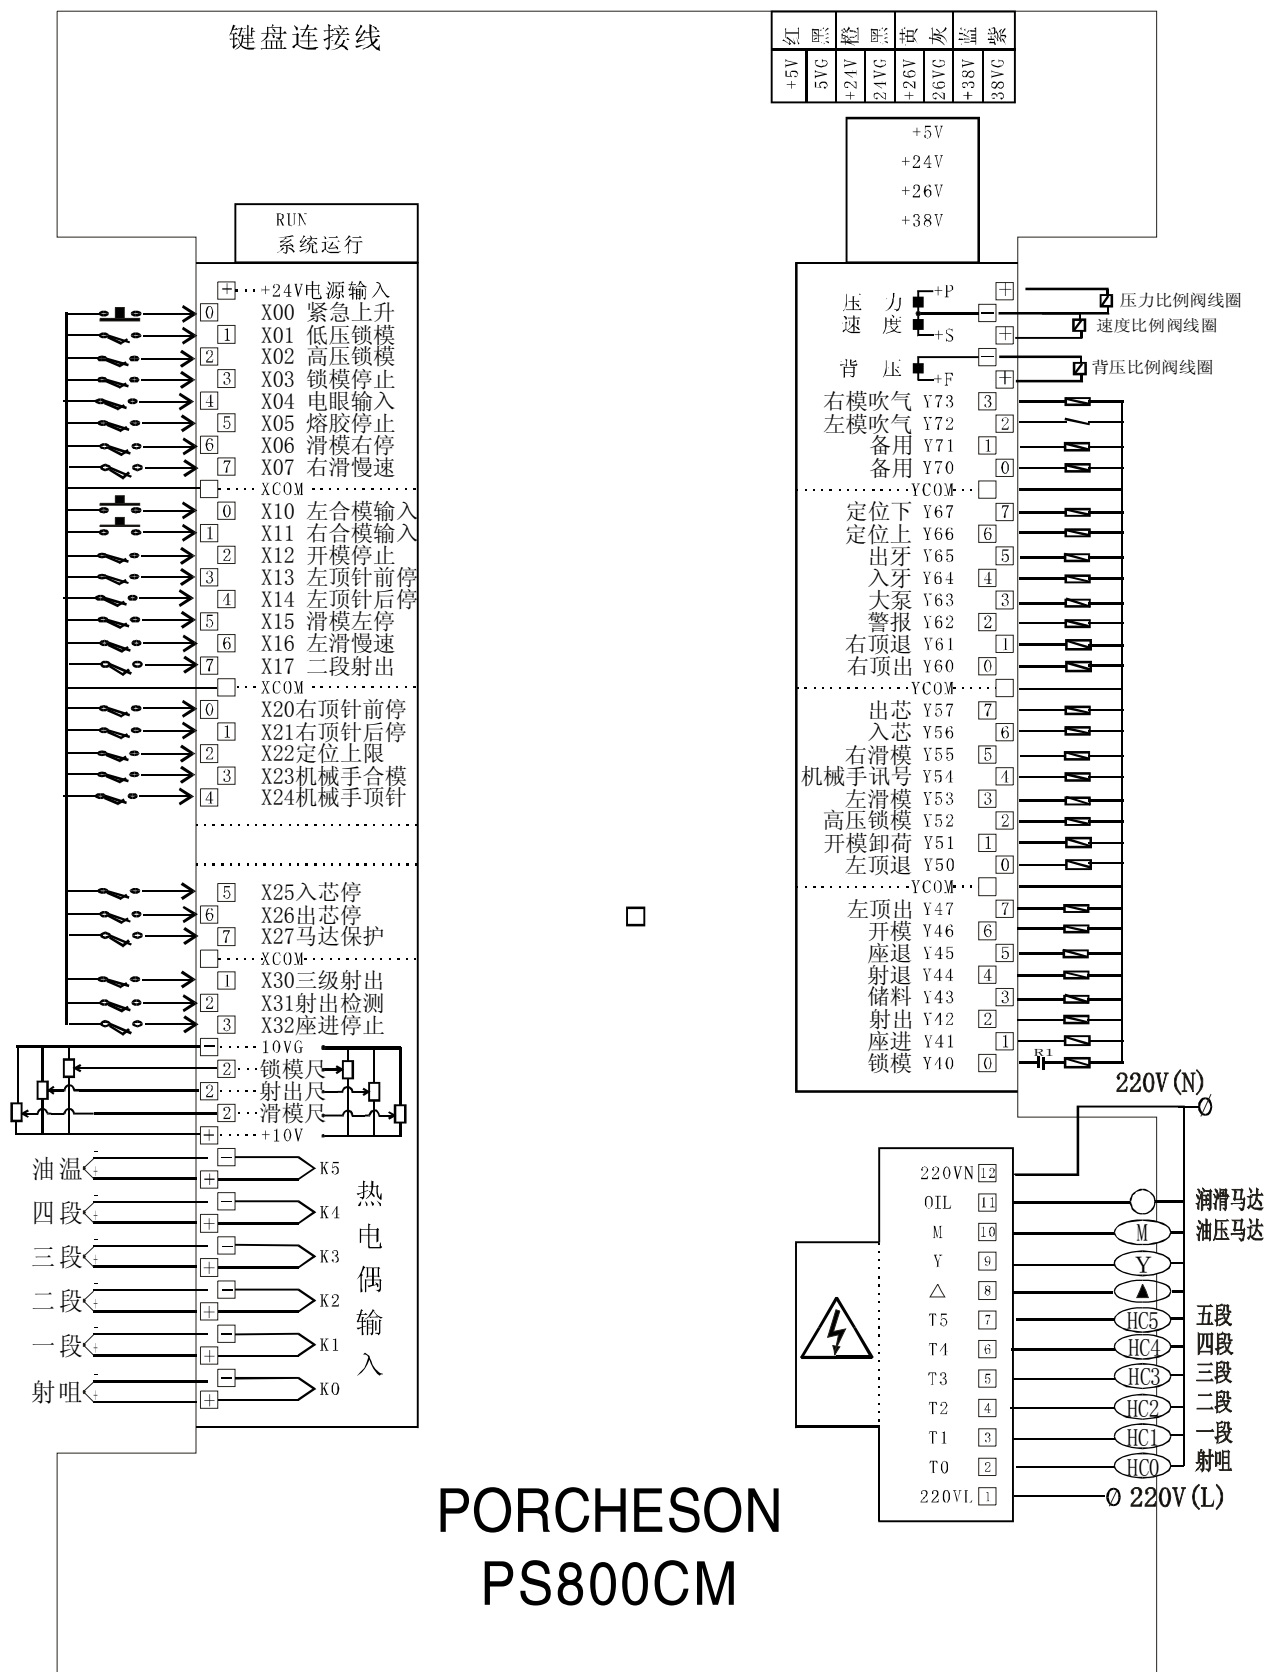 键盘连接线
红 黑 橙 黑 黄 灰 蓝 紫
+5V 5VG +24V 24VG +26V 26VG +38V 38VG
+5V
+24V
+26V
+38V
RUN
系统运行
+ +24V电源输入
0 X00 紧急上升
1 X01 低压锁模
2 X02 高压锁模
3 X03 锁模停止
4 X04 电眼输入
5 X05 熔胶停止
6 X06 滑模右停
7 X07 右滑慢速
XCOM
0 X10 左合模输入
1 X11 右合模输入
2 X12 开模停止
3 X13 左顶针前停
4 X14 左顶针后停
5 X15 滑模左停
6 X16 左滑慢速
7 X17 二段射出
XCOM
0 X20右顶针前停
1 X21右顶针后停
2 X22定位上限
3 X23机械手合模
4 X24机械手顶针
5 X25入芯停
6 X26出芯停
7 X27马达保护
XCOM
1 X30三级射出
2 X31射出检测
3 X32座进停止
− 10VG
2 锁模尺
2 射出尺
2 滑模尺
+ +10V
油温 − + − + K5
四段 − + − + K4
三段 − + − + K3
二段 − + − + K2
一段 − + − + K1
射咀 − + − + K0
热电偶输入
压力 +P + 压力比例阀线圈
−
速度 +S + 速度比例阀线圈
−
背压 +F + 背压比例阀线圈
右模吹气 Y73 3
左模吹气 Y72 2
备用 Y71 1
备用 Y70 0
YCOM
定位下 Y67 7
定位上 Y66 6
出牙 Y65 5
入牙 Y64 4
大泵 Y63 3
警报 Y62 2
右顶退 Y61 1
右顶出 Y60 0
YCOM
出芯 Y57 7
入芯 Y56 6
右滑模 Y55 5
机械手讯号 Y54 4
左滑模 Y53 3
高压锁模 Y52 2
开模卸荷 Y51 1
左顶退 Y50 0
YCOM
左顶出 Y47 7
开模 Y46 6
座退 Y45 5
射退 Y44 4
储料 Y43 3
射出 Y42 2
座进 Y41 1
锁模 Y40 0 R1
220V(N)
220VN 12
OIL 11 润滑马达
M 10 M 油压马达
Y 9 Y
△ 8 ▲
T5 7 HC5 五段
T4 6 HC4 四段
T3 5 HC3 三段
T2 4 HC2 二段
T1 3 HC1 一段
T0 2 HC0 射咀
220VL 1 220V(L)
PORCHESON
PS800CM